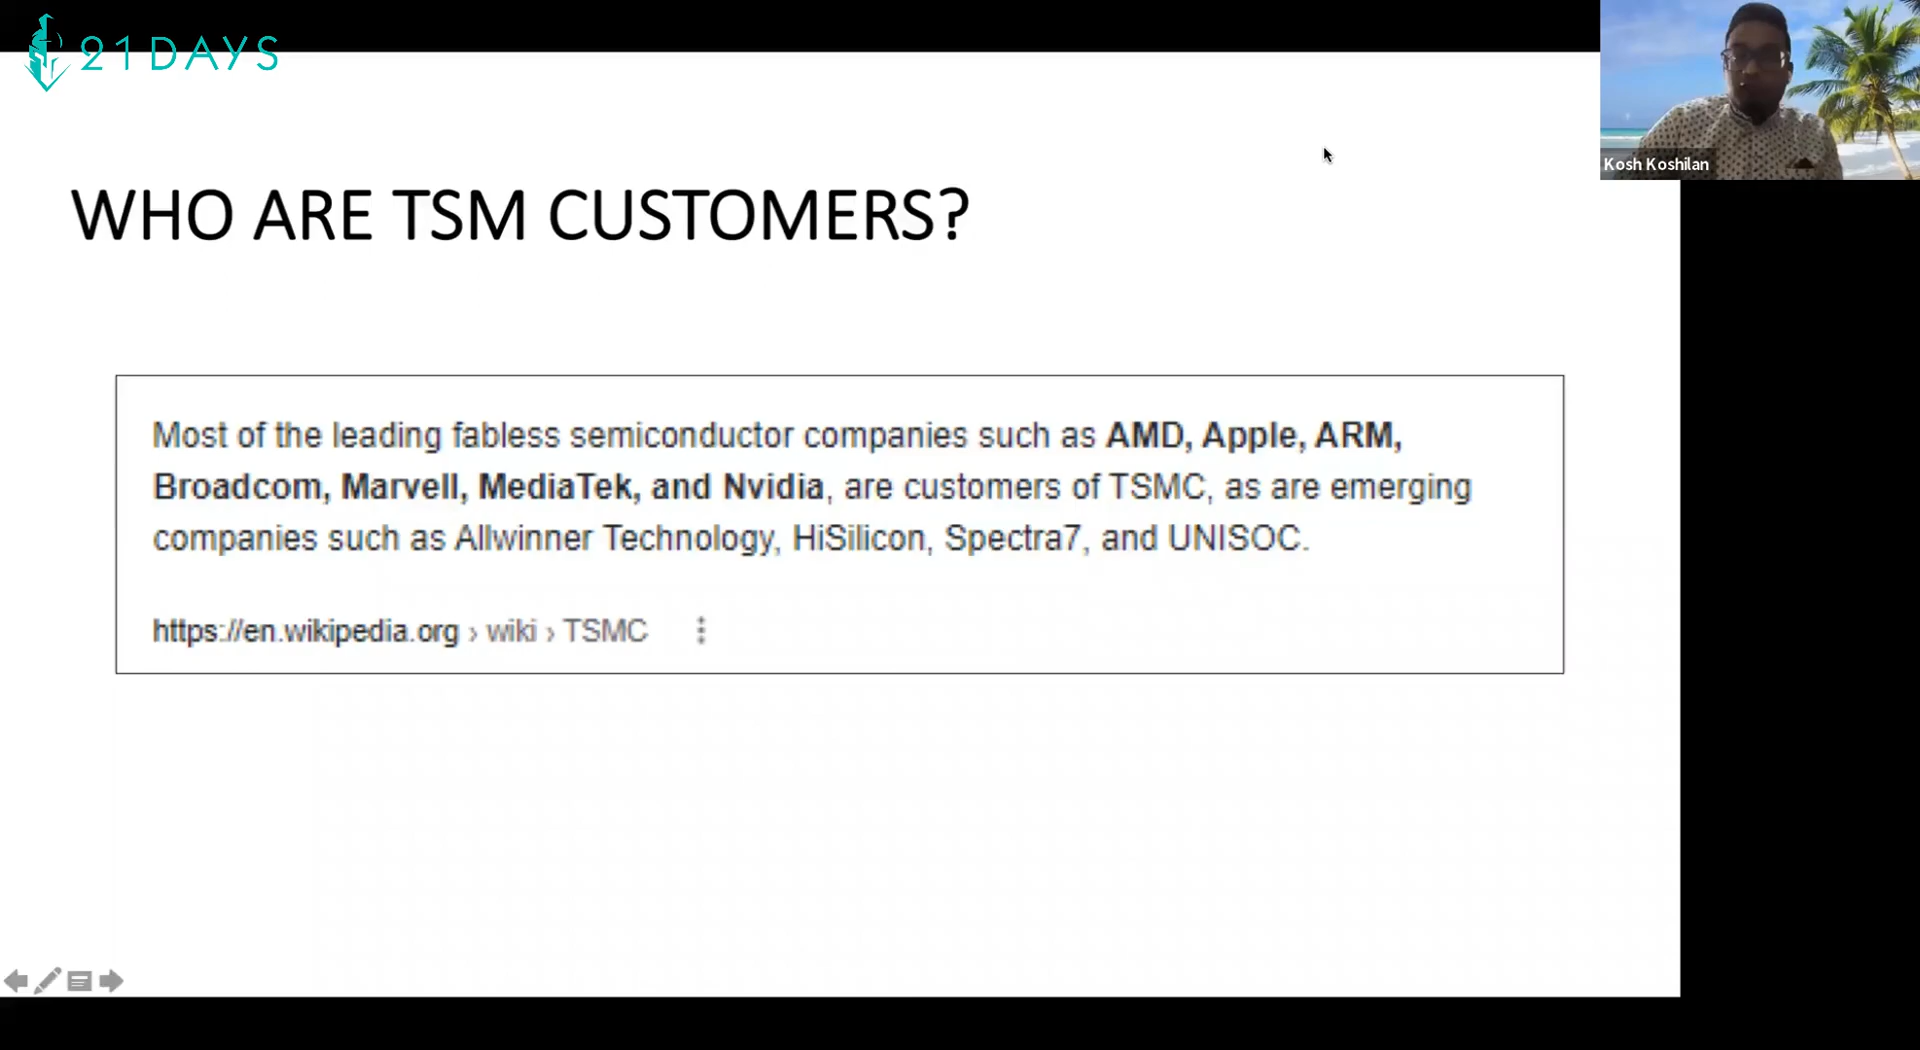 21DAYS
Kosh Koshilan
WHO ARE TSM CUSTOMERS?
Most of the leading fabless semiconductor companies such as AMD, Apple, ARM,
Broadcom, Marvell, MediaTek, and Nvidia, are customers of TSMC, as are emerging
companies such as Allwinner Technology, HiSilicon, Spectra7, and UNISOC.
https://en.wikipedia.org › wiki › TSMC